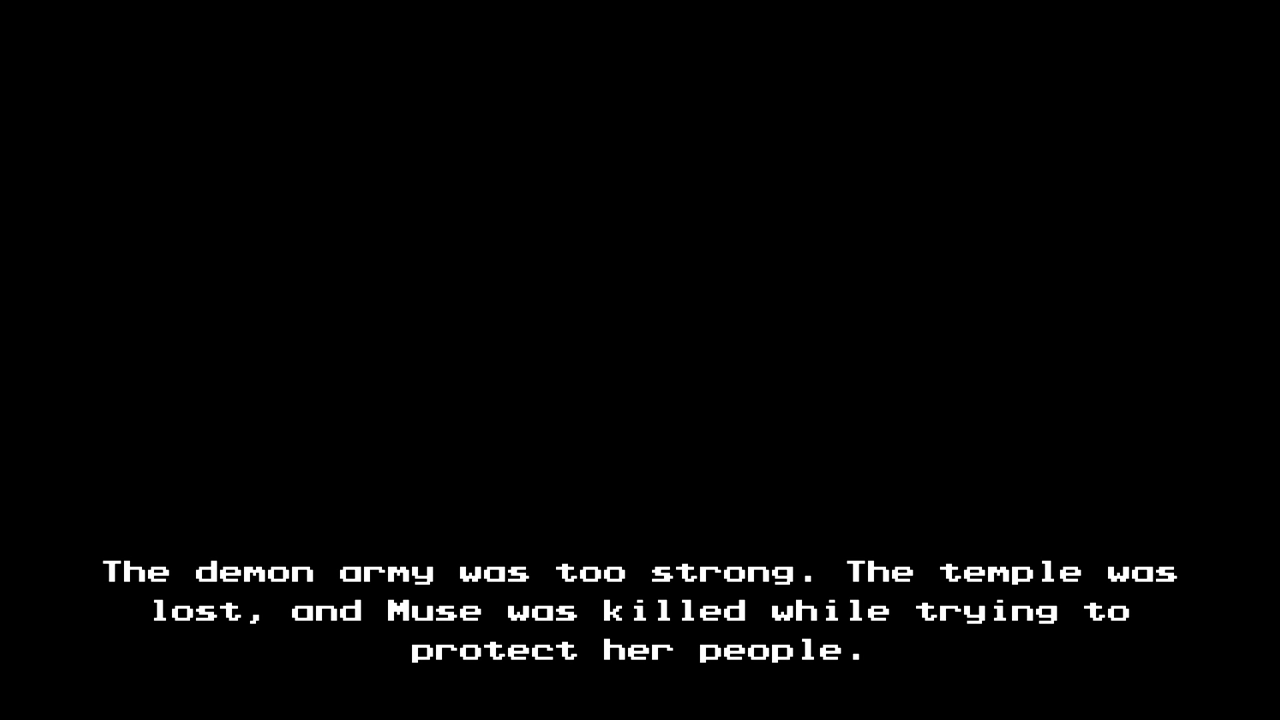 The demon army was too strong. The temple was
lost, and Muse was killed while trying to
protect her people.